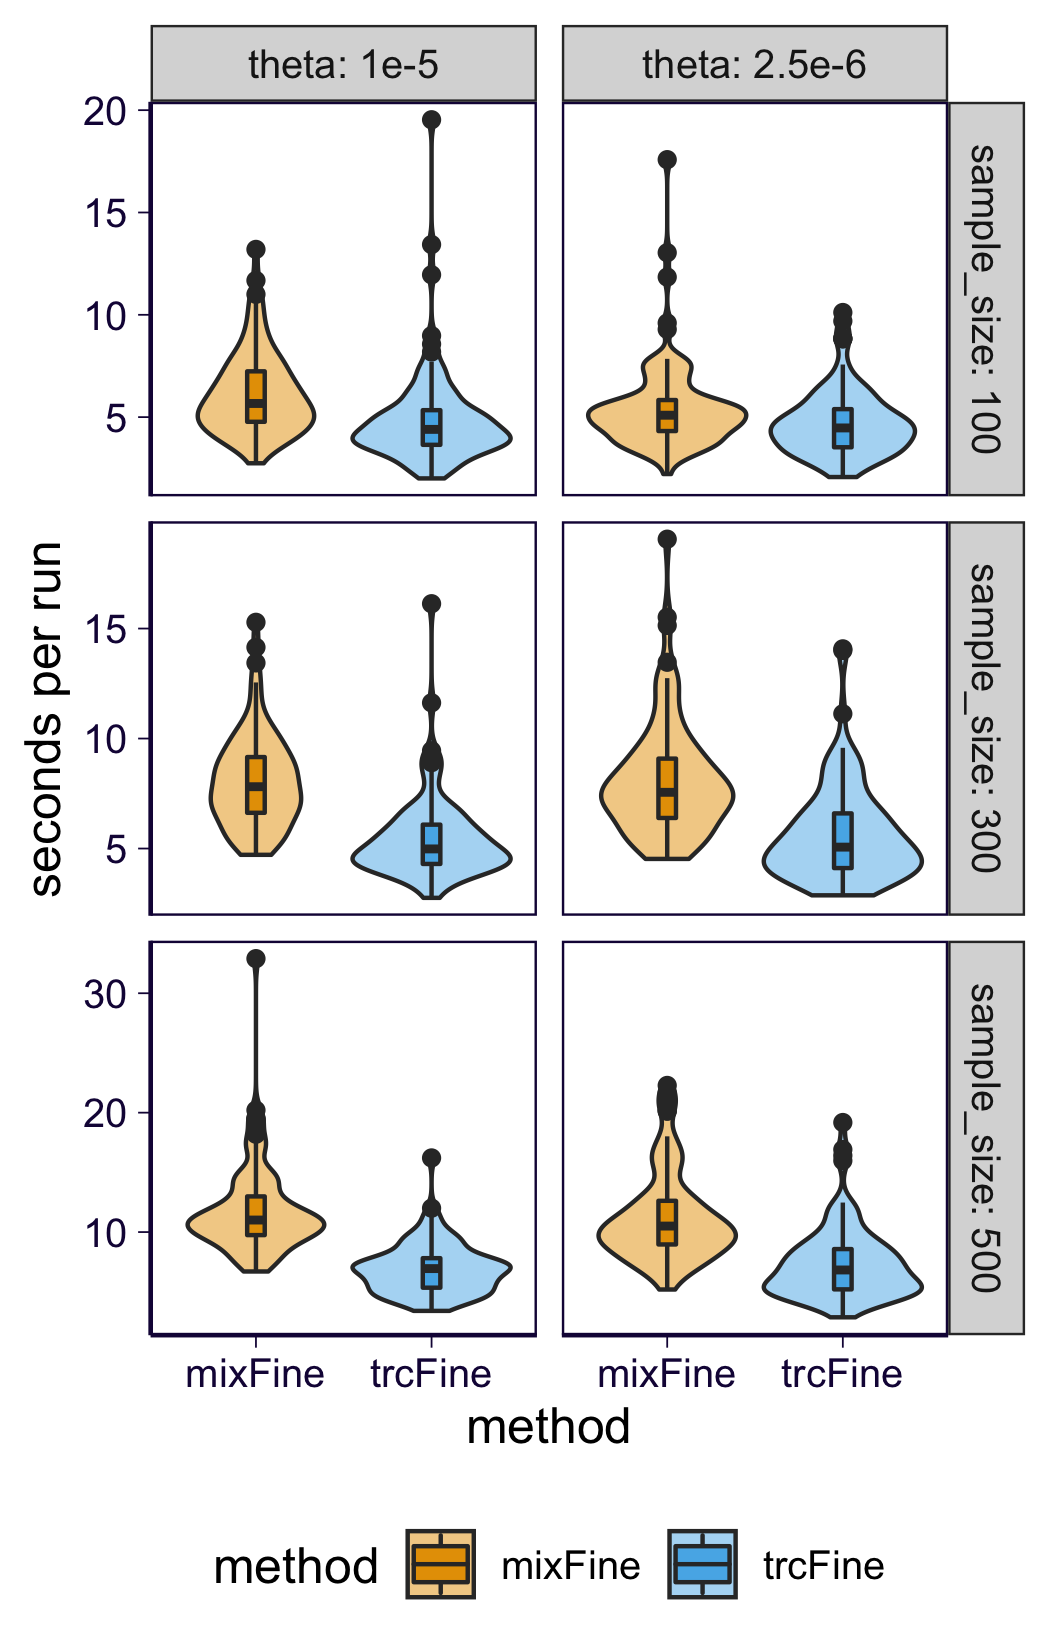 theta: 1e-5
theta: 2.5e-6
20
15
10
5
sample_size: 100
seconds per run
15
10
5
sample_size: 300
30
20
10
sample_size: 500
mixFine
trcFine
mixFine
trcFine
method
method
mixFine
trcFine